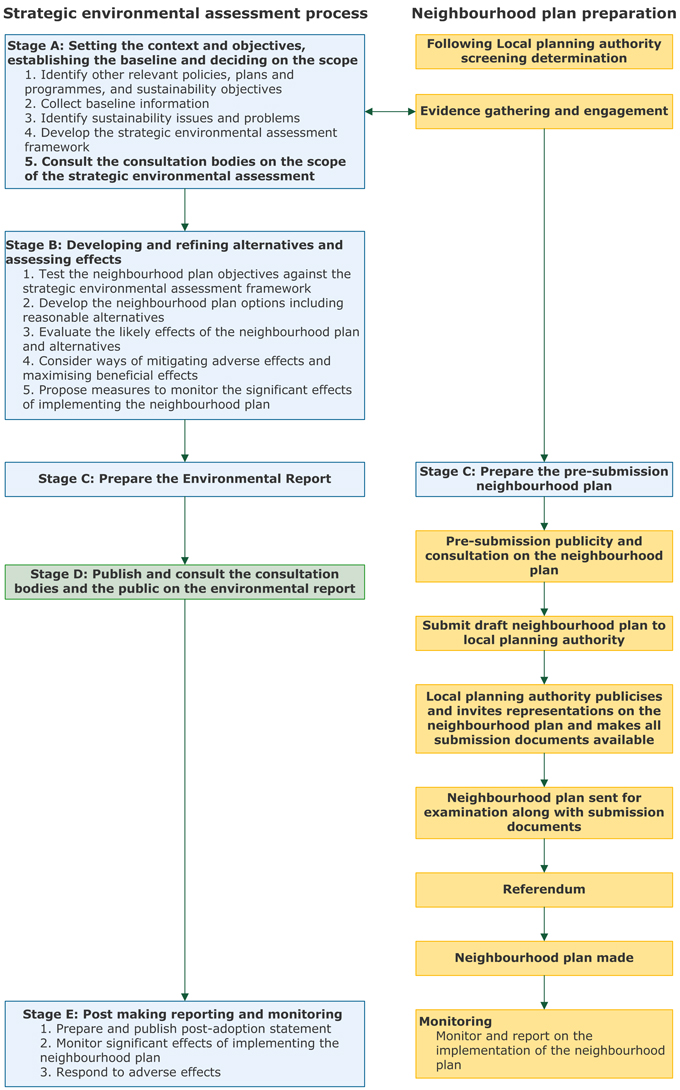 Strategic environmental assessment process
Stage A: Setting the context and objectives,
establishing the baseline and deciding on the scope
1. Identify other relevant policies, plans and
programmes, and sustainability objectives
2. Collect baseline information
3. Identify sustainability issues and problems
4. Develop the strategic environmental assessment
framework
5. Consult the consultation bodies on the scope
of the strategic environmental assessment
Stage B: Developing and refining alternatives and
assessing effects
1. Test the neighbourhood plan objectives against the
strategic environmental assessment framework
2. Develop the neighbourhood plan options including
reasonable alternatives
3. Evaluate the likely effects of the neighbourhood plan
and alternatives
4. Consider ways of mitigating adverse effects and
maximising beneficial effects
5. Propose measures to monitor the significant effects
of implementing the neighbourhood plan
Stage C: Prepare the Environmental Report
Stage D: Publish and consult the consultation
bodies and the public on the environmental report
Stage E: Post making reporting and monitoring
1. Prepare and publish post-adoption statement
2. Monitor significant effects of implementing the
neighbourhood plan
3. Respond to adverse effects
Neighbourhood plan preparation
Following Local planning authority
screening determination
Evidence gathering and engagement
Stage C: Prepare the pre-submission
neighbourhood plan
Pre-submission publicity and
consultation on the neighbourhood
plan
Submit draft neighbourhood plan to
local planning authority
Local planning authority publicises
and invites representations on the
neighbourhood plan and makes all
submission documents available
Neighbourhood plan sent for
examination along with submission
documents
Referendum
Neighbourhood plan made
Monitoring
Monitor and report on the
implementation of the neighbourhood
plan